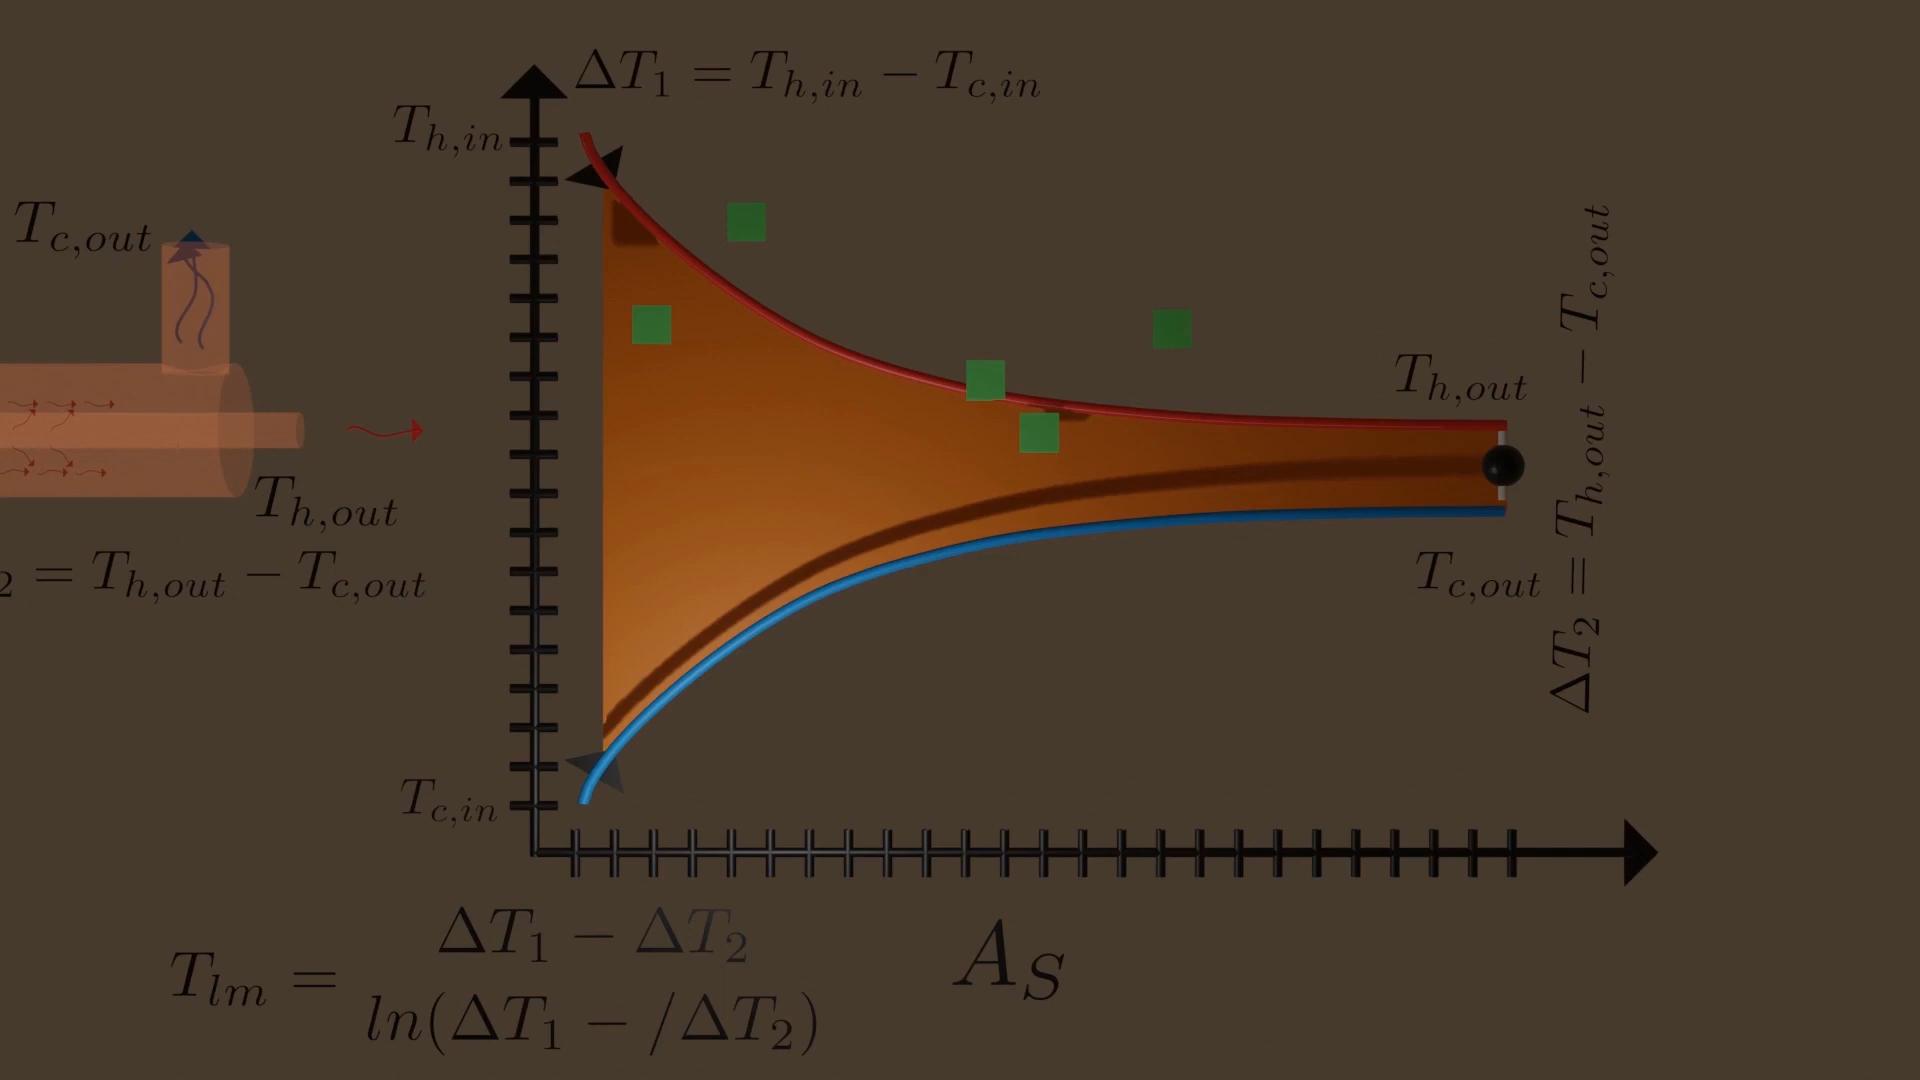 ΔT₁ = T_{h,in} − T_{c,in}
T_{h,in}
T_{c,out}
T_{h,out}
ΔT₂ = T_{h,out} − T_{c,out}
T_{h,out}
₂ = T_{h,out} − T_{c,out}
T_{c,out}
T_{c,in}
T_{lm} = 
ΔT₁ − ΔT₂
ln(ΔT₁ − /ΔT₂)
A_S